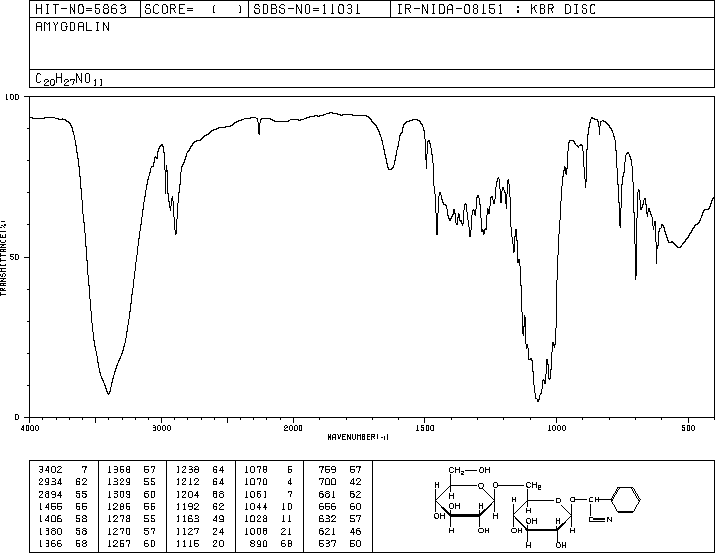 HIT-NO=5863 SCORE= ( ) SDBS-NO=11031 IR-NIDA-08151 : KBR DISC
AMYGDALIN
C20H27NO11
100
50
0
TRANSMITTANCE(%)
4000 3000 2000 1500 1000 500
WAVENUMBER(-1)
3402 7 1368 57 1238 64 1078 5 759 57
2934 62 1329 55 1212 64 1070 4 700 42
2894 55 1309 60 1204 66 1061 7 681 62
1455 55 1286 56 1192 62 1044 10 656 60
1406 58 1278 55 1163 49 1028 11 632 57
1380 58 1270 57 1127 24 1008 21 621 46
1366 58 1257 60 1115 20 890 68 537 50
CH2 OH
H O O CH2
H H H O O CH
OH H OH H C N
H OH OH H